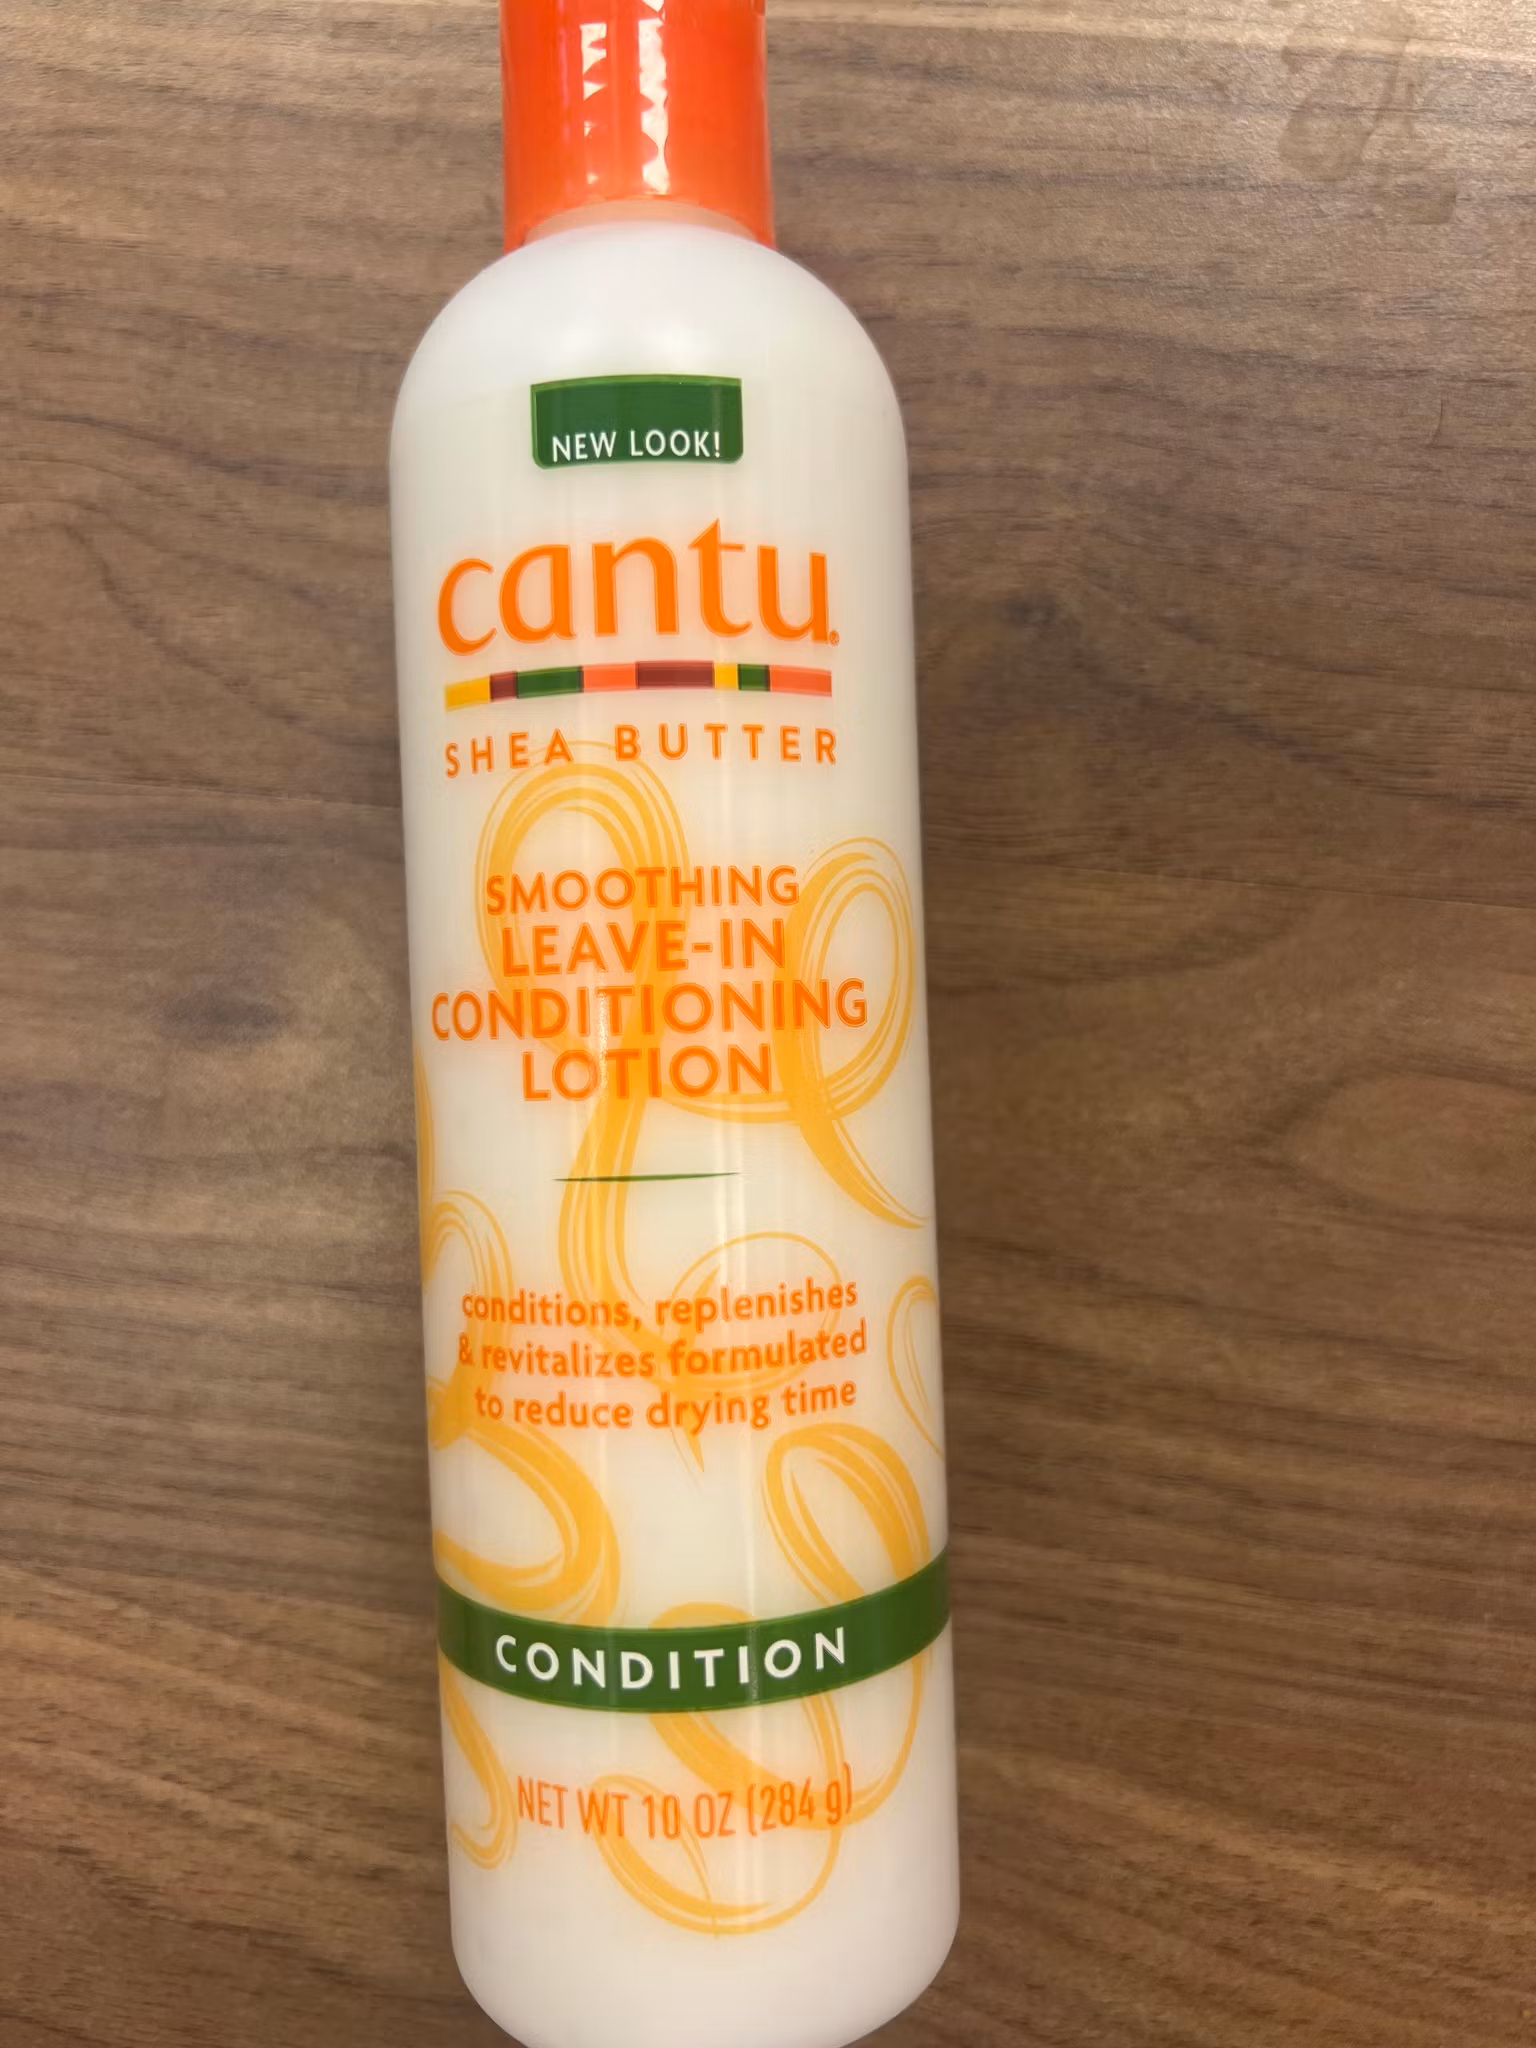 NEW LOOK!
cantu®
SHEA BUTTER
SMOOTHING
LEAVE-IN
CONDITIONING
LOTION
conditions, replenishes
& revitalizes formulated
to reduce drying time
CONDITION
NET WT 10 OZ (284 g)